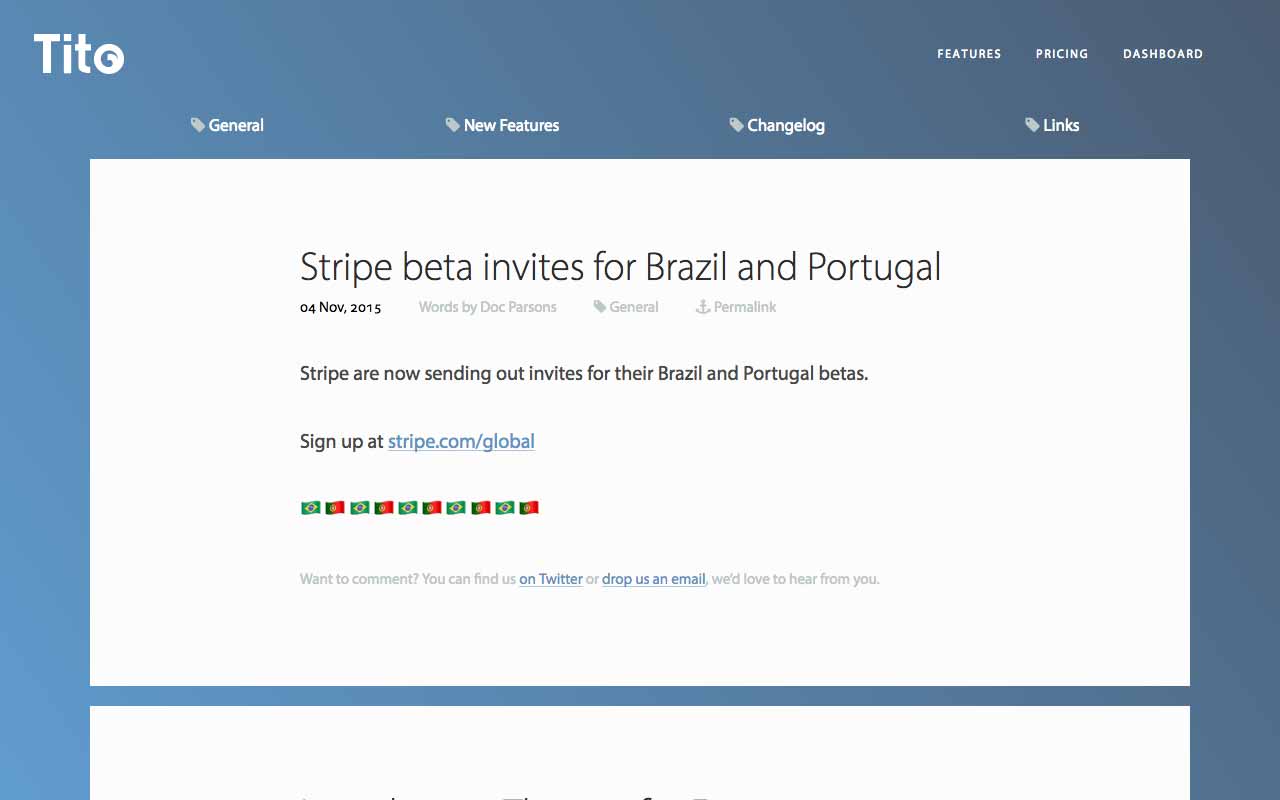 Tito
FEATURES PRICING DASHBOARD
General New Features Changelog Links
Stripe beta invites for Brazil and Portugal
04 Nov, 2015 Words by Doc Parsons General Permalink
Stripe are now sending out invites for their Brazil and Portugal betas.
Sign up at stripe.com/global
🇧🇷🇵🇹🇧🇷🇵🇹🇧🇷🇵🇹🇧🇷🇵🇹🇧🇷🇵🇹
Want to comment? You can find us on Twitter or drop us an email, we'd love to hear from you.